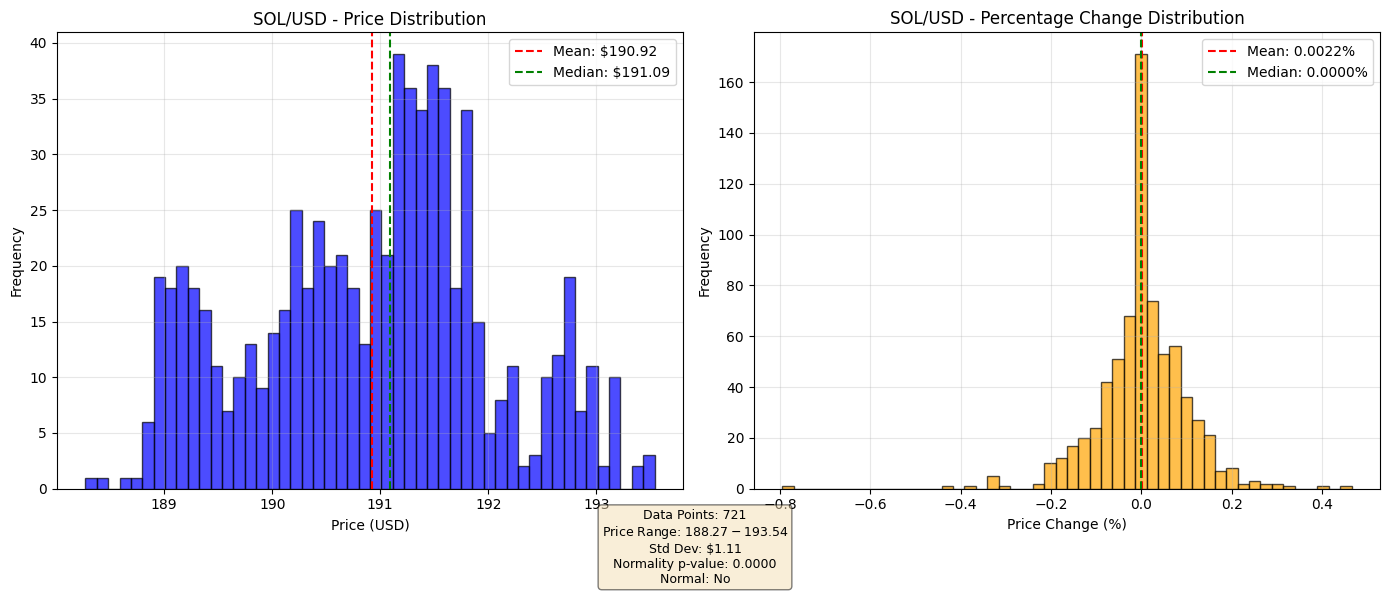 SOL/USD - Price Distribution
40
35
30
25
20
15
10
5
0
Frequency
189
190
191
192
193
Price (USD)
Mean: $190.92
Median: $191.09
SOL/USD - Percentage Change Distribution
160
140
120
100
80
60
40
20
0
Frequency
−0.8
−0.6
−0.4
−0.2
0.0
0.2
0.4
Price Change (%)
Mean: 0.0022%
Median: 0.0000%
Data Points: 721
Price Range: 188.27 − 193.54
Std Dev: $1.11
Normality p-value: 0.0000
Normal: No